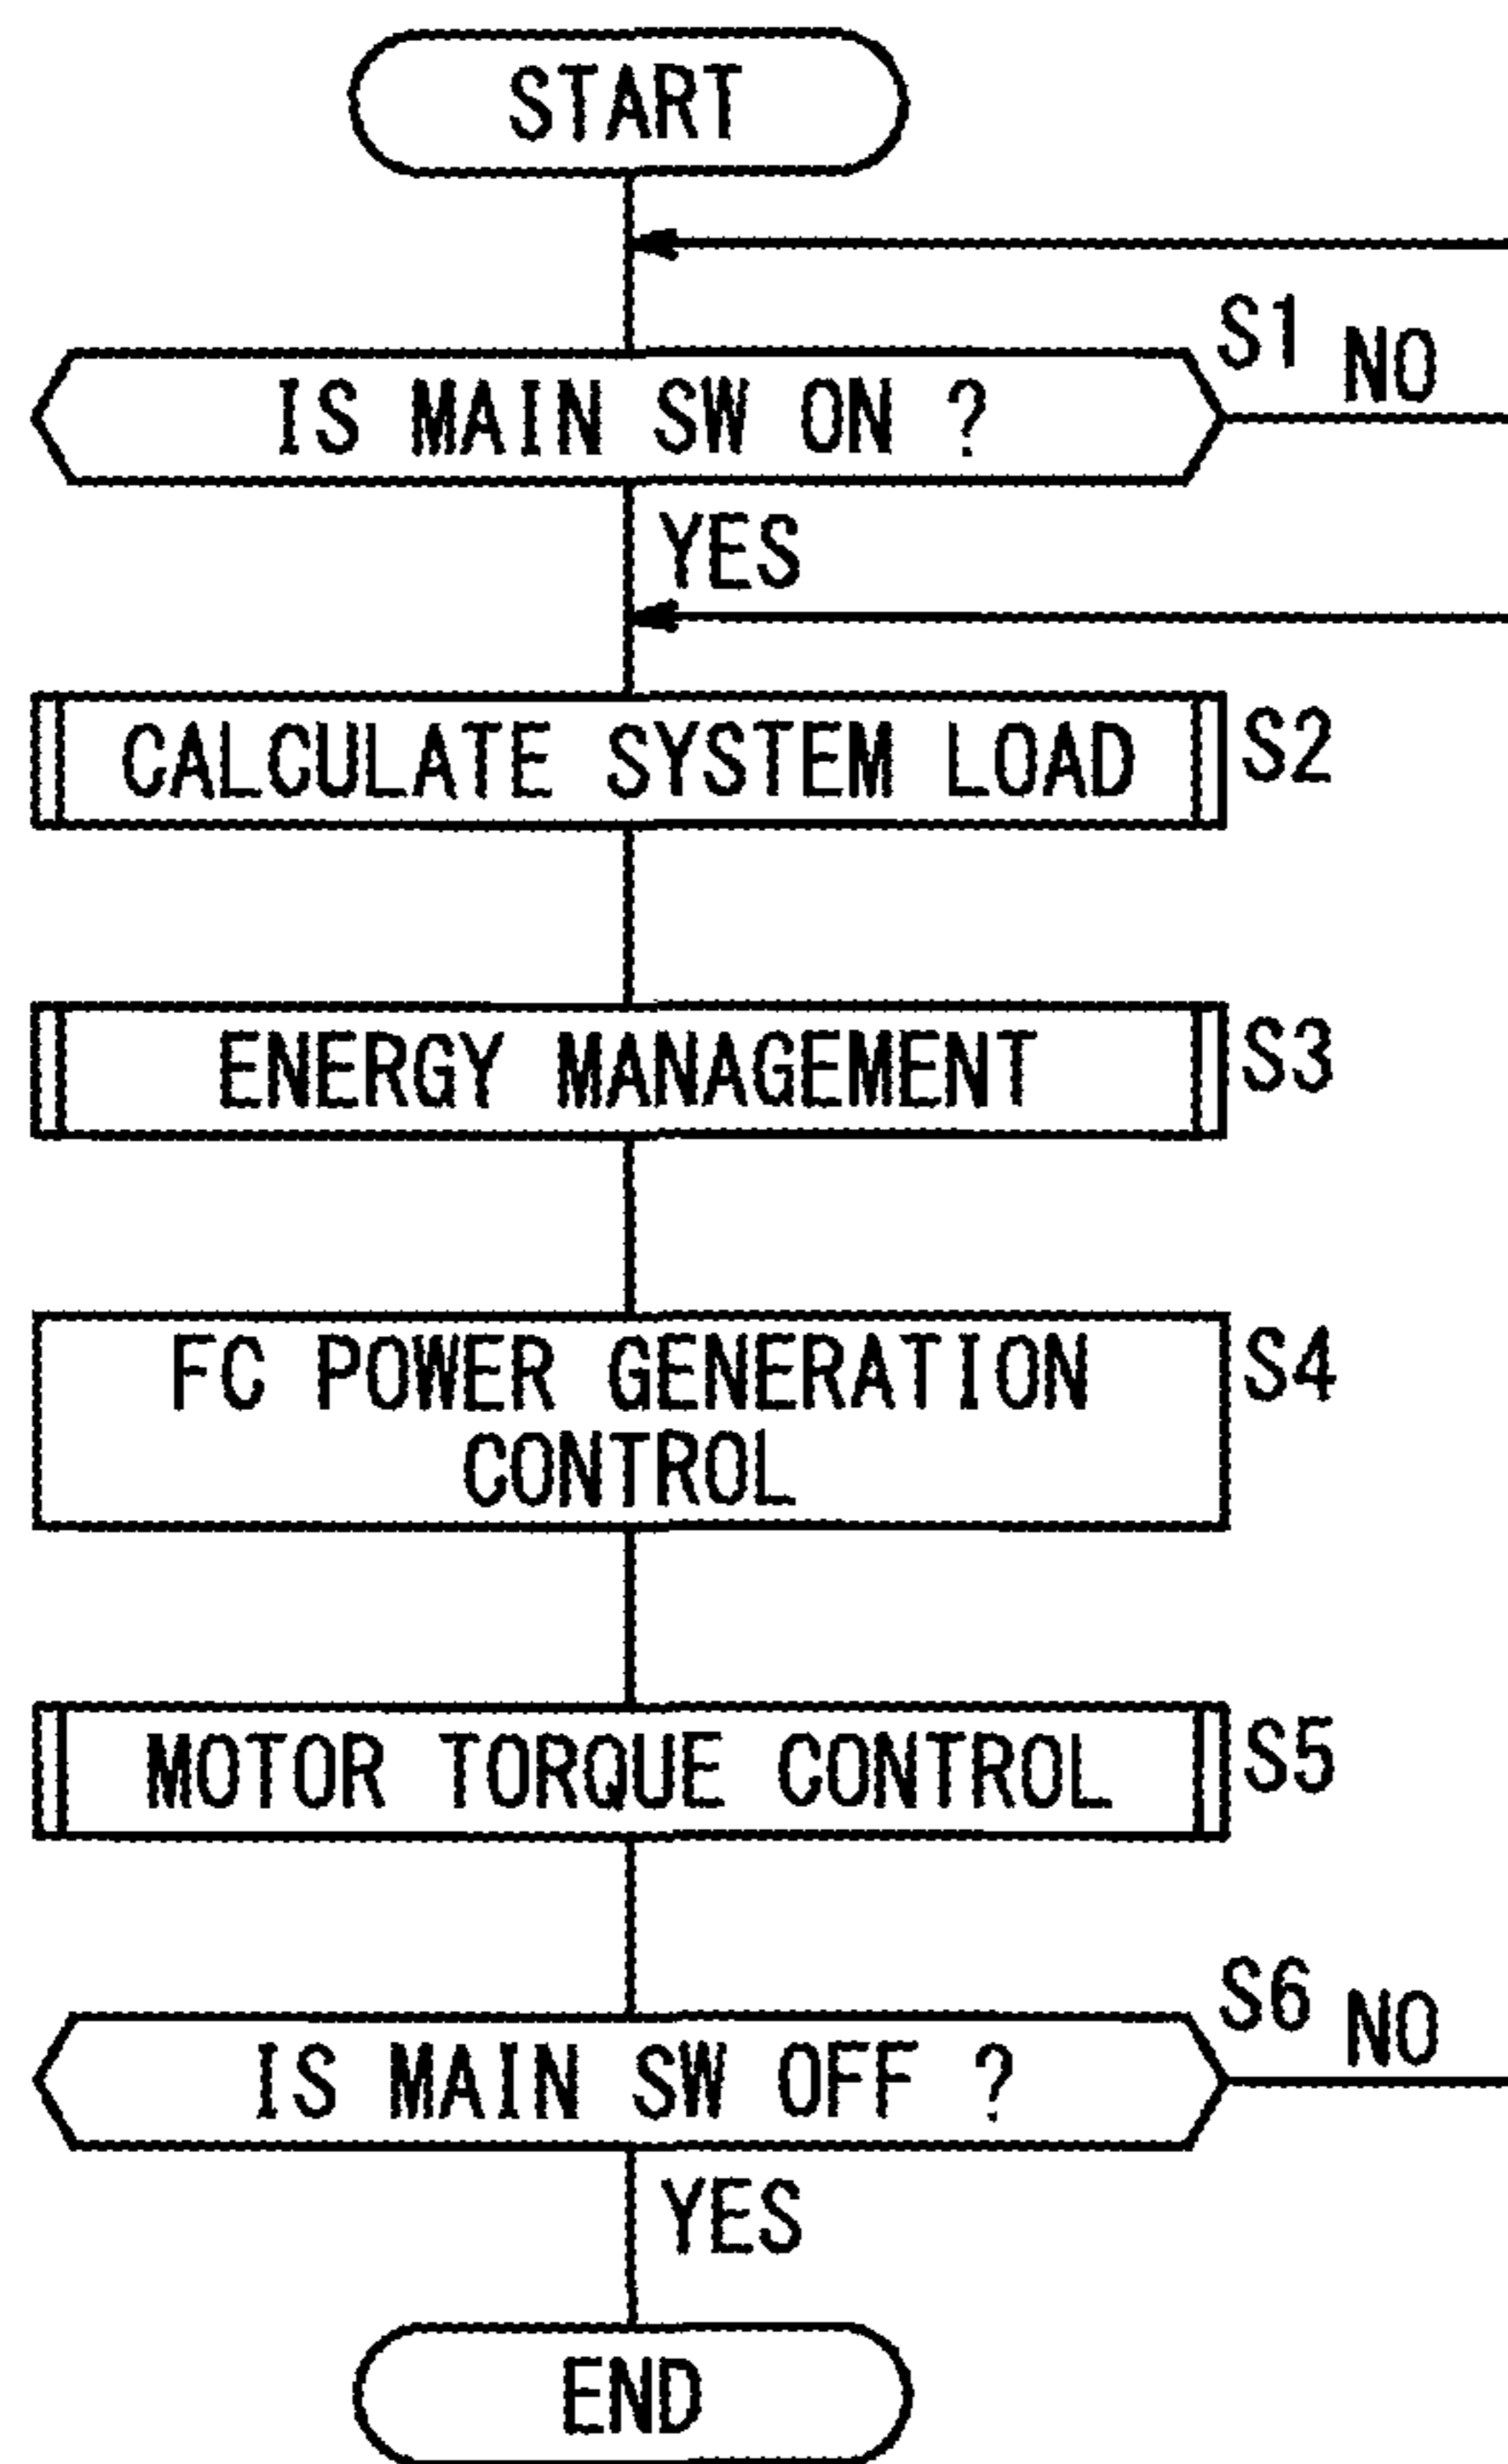 START
S1 NO
IS MAIN SW ON ?
YES
CALCULATE SYSTEM LOAD S2
ENERGY MANAGEMENT S3
FC POWER GENERATION S4
CONTROL
MOTOR TORQUE CONTROL S5
S6 NO
IS MAIN SW OFF ?
YES
END